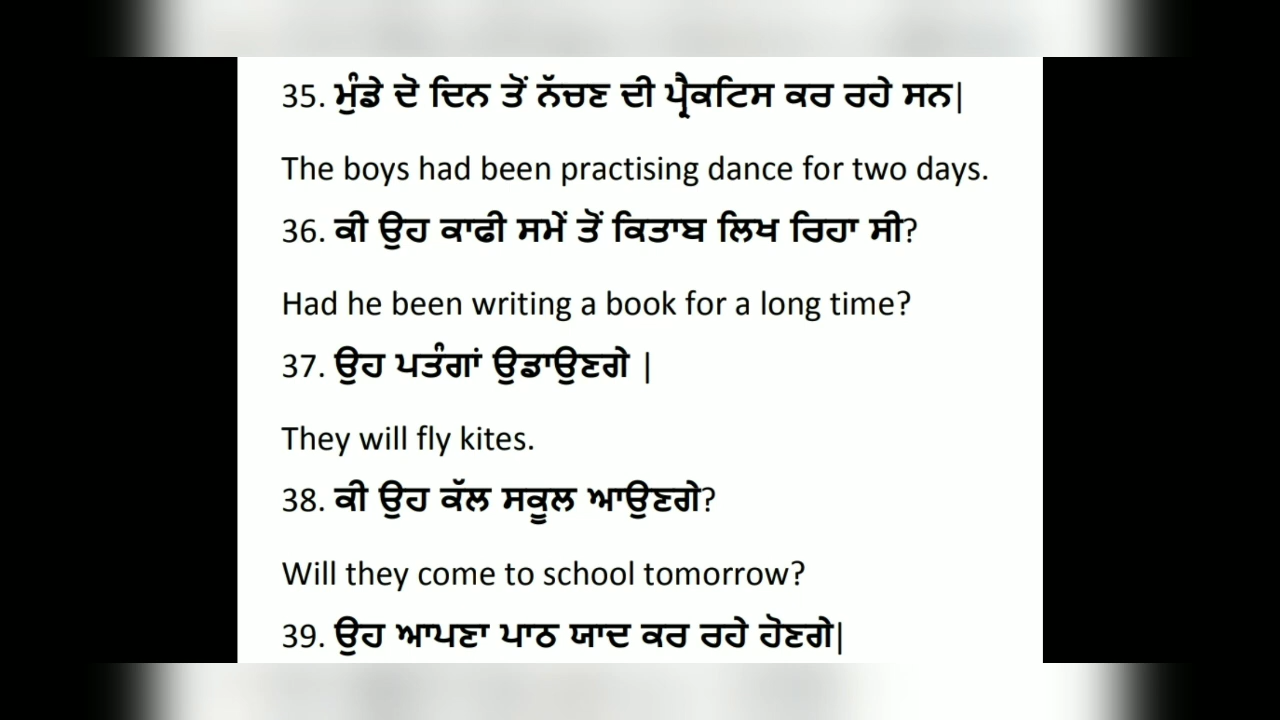 35. ਮੁੰਡੇ ਦੋ ਦਿਨ ਤੋਂ ਨੱਚਣ ਦੀ ਪ੍ਰੈਕਟਿਸ ਕਰ ਰਹੇ ਸਨ|
The boys had been practising dance for two days.
36. ਕੀ ਉਹ ਕਾਫੀ ਸਮੇਂ ਤੋਂ ਕਿਤਾਬ ਲਿਖ ਰਿਹਾ ਸੀ?
Had he been writing a book for a long time?
37. ਉਹ ਪਤੰਗਾਂ ਉਡਾਉਣਗੇ |
They will fly kites.
38. ਕੀ ਉਹ ਕੱਲ ਸਕੂਲ ਆਉਣਗੇ?
Will they come to school tomorrow?
39. ਉਹ ਆਪਣਾ ਪਾਠ ਯਾਦ ਕਰ ਰਹੇ ਹੋਣਗੇ|